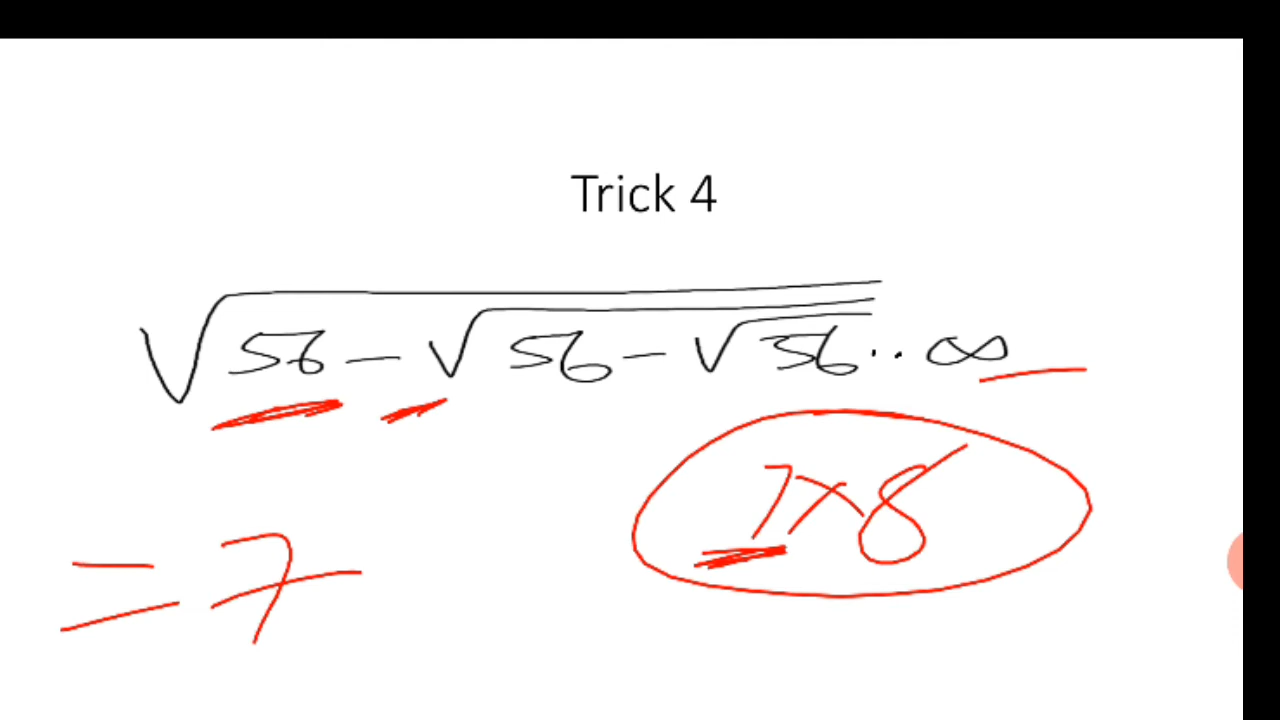 Trick 4
√56 - √56 - √56 .. ∞
7 x 8
= 7